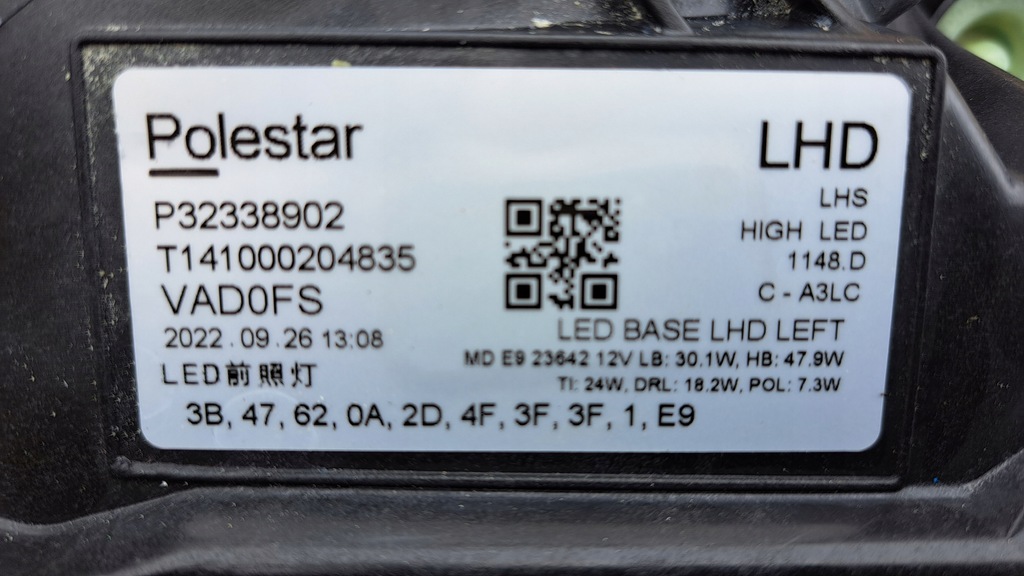 Polestar
LHD
P32338902
T141000204835
VAD0FS
2022.09.26 13:08
LED前照灯
LHS
HIGH LED
1148.D
C - A3LC
LED BASE LHD LEFT
MD E9 23642 12V LB: 30.1W, HB: 47.9W
TI: 24W, DRL: 18.2W, POL: 7.3W
3B, 47, 62, 0A, 2D, 4F, 3F, 3F, 1, E9